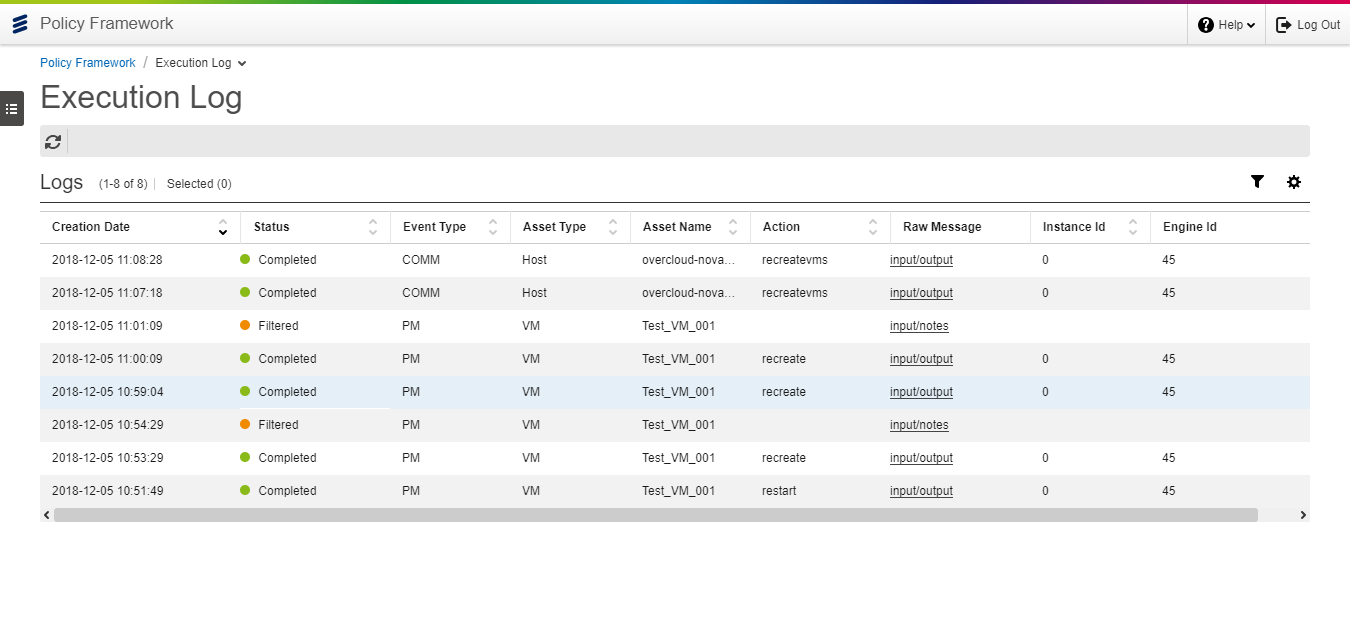 Policy Framework
Help
Log Out
Policy Framework / Execution Log
Execution Log
Logs (1-8 of 8) Selected (0)
Creation Date Status Event Type Asset Type Asset Name Action Raw Message Instance Id Engine Id
2018-12-05 11:08:28 Completed COMM Host overcloud-nova... recreatevms input/output 0 45
2018-12-05 11:07:18 Completed COMM Host overcloud-nova... recreatevms input/output 0 45
2018-12-05 11:01:09 Filtered PM VM Test_VM_001 input/notes
2018-12-05 11:00:09 Completed PM VM Test_VM_001 recreate input/output 0 45
2018-12-05 10:59:04 Completed PM VM Test_VM_001 recreate input/output 0 45
2018-12-05 10:54:29 Filtered PM VM Test_VM_001 input/notes
2018-12-05 10:53:29 Completed PM VM Test_VM_001 recreate input/output 0 45
2018-12-05 10:51:49 Completed PM VM Test_VM_001 restart input/output 0 45